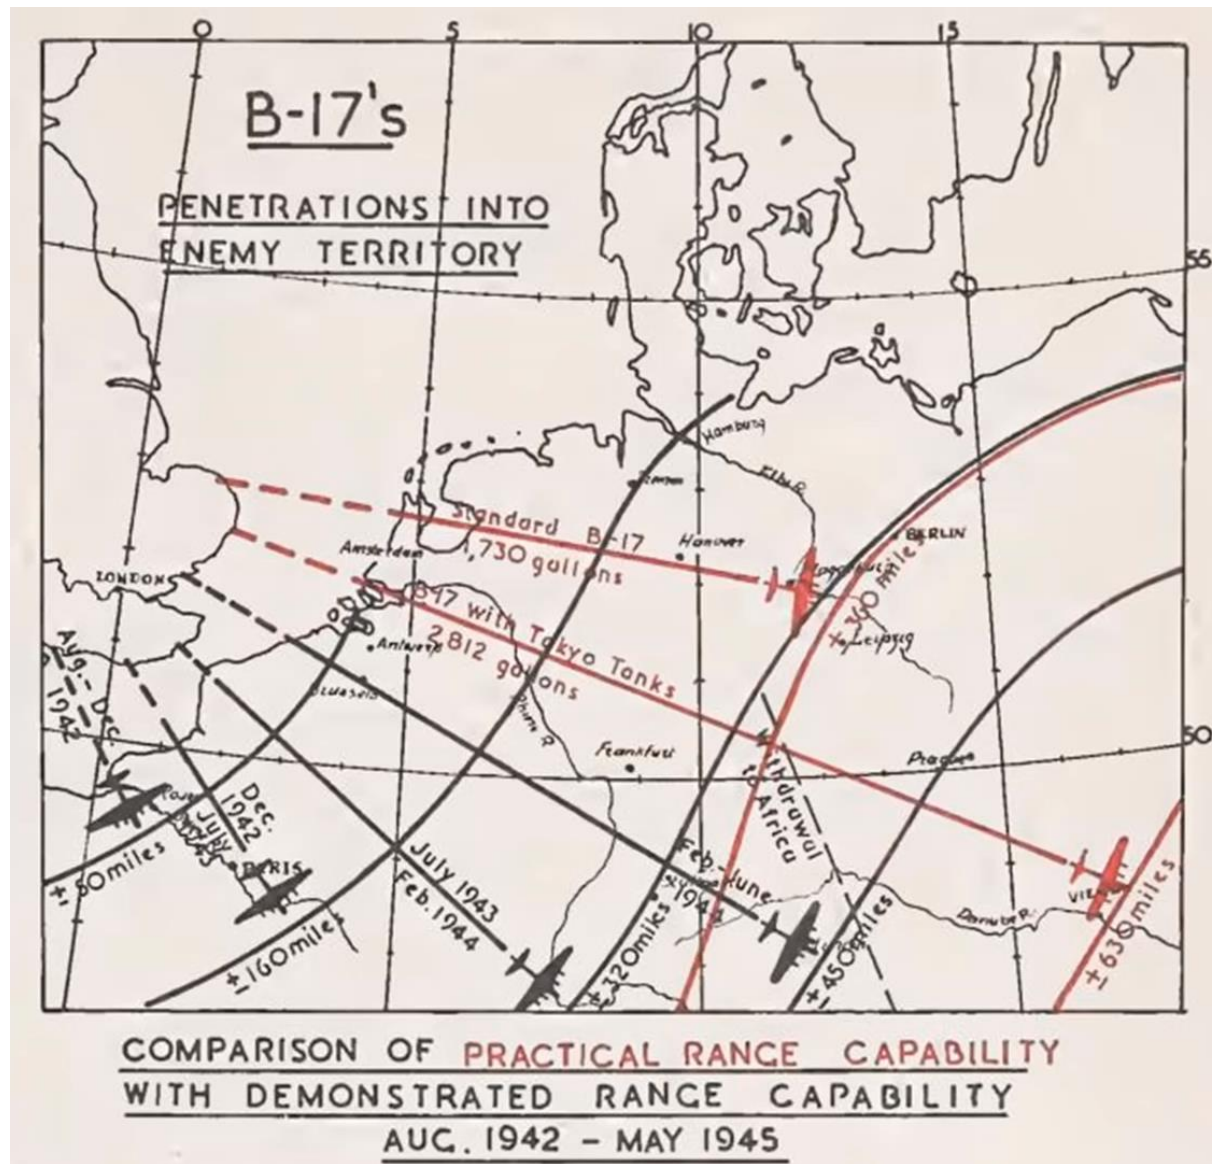 0 5 10 15
B-17's
PENETRATIONS INTO
ENEMY TERRITORY
55
Hamburg
Elbe R.
Bremen
Standard B-17
1,730 gallons
Hanover
BERLIN
Amsterdam
LONDON
B-17 with Tokyo Tanks
2812 gallons
± 360 miles
Leipzig
Antwerp
Aug.- Dec.
1942
Rhine R
50
Frankfurt
Prague
Withdrawal
to Africa
Dec.
1942
July
1943
PARIS
± 50miles
July 1943
Feb. 1944
Feb.-June
1944
± 160miles
± 320miles
± 450miles
Danube R.
VIENNA
± 630miles
COMPARISON OF PRACTICAL RANGE CAPABILITY
WITH DEMONSTRATED RANGE CAPABILITY
AUG. 1942 - MAY 1945